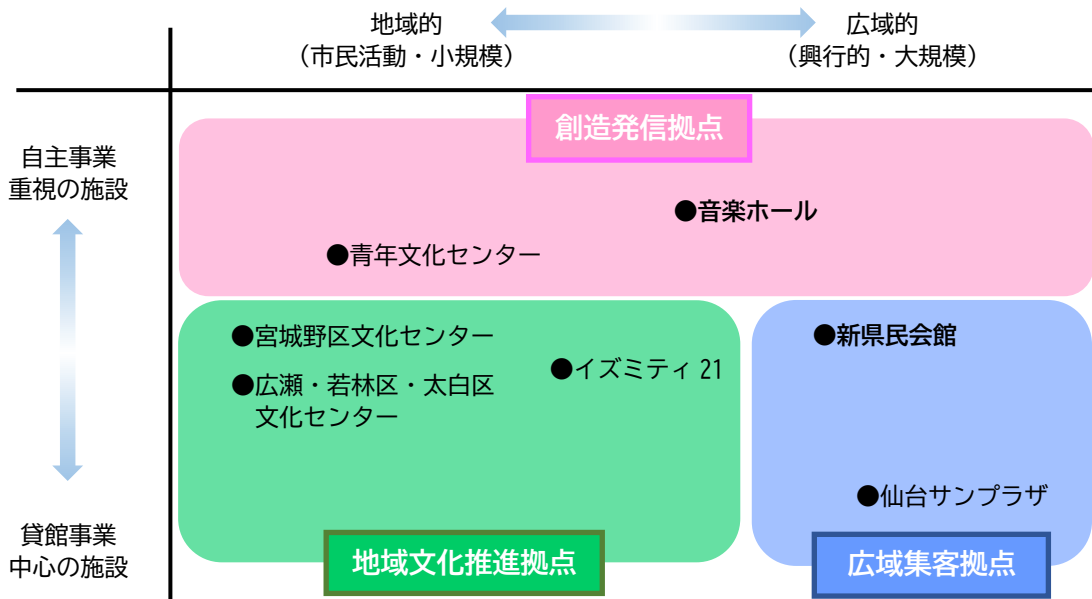 地域的
(市民活動・小規模)
広域的
(興行的・大規模)
創造発信拠点
自主事業
重視の施設
●音楽ホール
●青年文化センター
●宮城野区文化センター
●イズミティ 21
●広瀬・若林区・太白区
文化センター
●新県民会館
●仙台サンプラザ
貸館事業
中心の施設
地域文化推進拠点
広域集客拠点